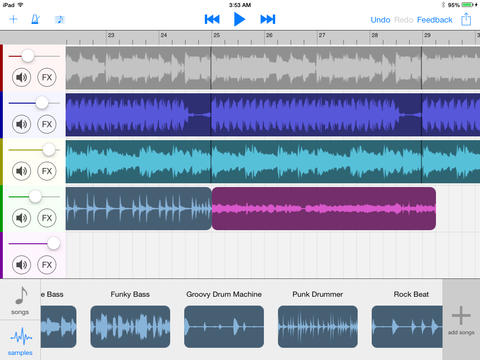 iPad
3:53 AM
95%
Undo Redo Feedback
23 24 25 26 27 28 29 30
FX
FX
FX
FX
FX
songs
samples
e Bass Funky Bass Groovy Drum Machine Punk Drummer Rock Beat
add songs